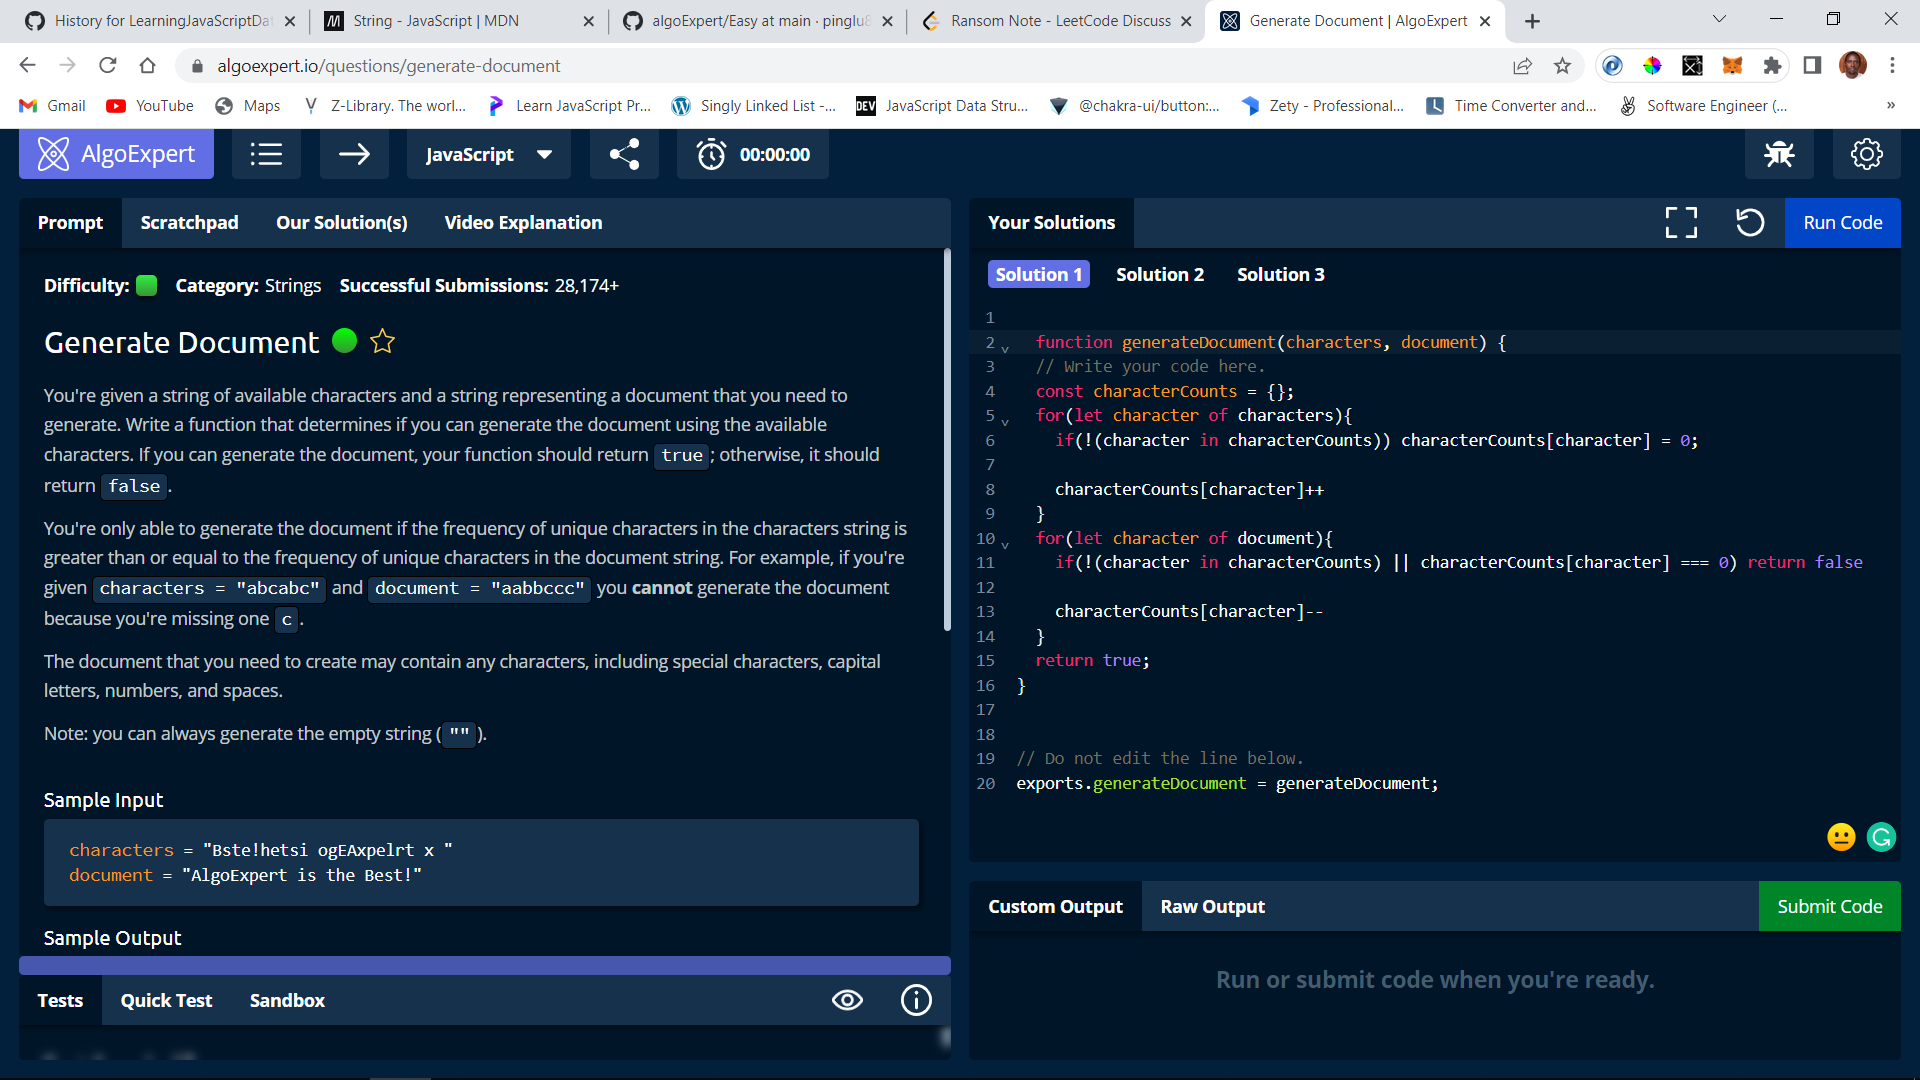 History for LearningJavaScriptDat
String - JavaScript | MDN
algoExpert/Easy at main · pinglu8
Ransom Note - LeetCode Discuss
Generate Document | AlgoExpert
algoexpert.io/questions/generate-document
Gmail
YouTube
Maps
Z-Library. The worl...
Learn JavaScript Pr...
Singly Linked List -...
DEV JavaScript Data Stru...
@chakra-ui/button:...
Zety - Professional...
Time Converter and...
Software Engineer (...
»
AlgoExpert
JavaScript
00:00:00
Prompt
Scratchpad
Our Solution(s)
Video Explanation
Difficulty: Category: Strings Successful Submissions: 28,174+
Generate Document
You're given a string of available characters and a string representing a document that you need to
generate. Write a function that determines if you can generate the document using the available
characters. If you can generate the document, your function should return true ; otherwise, it should
return false .
You're only able to generate the document if the frequency of unique characters in the characters string is
greater than or equal to the frequency of unique characters in the document string. For example, if you're
given characters = "abcabc" and document = "aabbccc" you cannot generate the document
because you're missing one c .
The document that you need to create may contain any characters, including special characters, capital
letters, numbers, and spaces.
Note: you can always generate the empty string ( "" ).
Sample Input
characters = "Bste!hetsi ogEAxpelrt x "
document = "AlgoExpert is the Best!"
Sample Output
Tests
Quick Test
Sandbox
Your Solutions
Run Code
Solution 1
Solution 2
Solution 3
1
2 function generateDocument(characters, document) {
3 // Write your code here.
4 const characterCounts = {};
5 for(let character of characters){
6 if(!(character in characterCounts)) characterCounts[character] = 0;
7
8 characterCounts[character]++
9 }
10 for(let character of document){
11 if(!(character in characterCounts) || characterCounts[character] === 0) return false
12
13 characterCounts[character]--
14 }
15 return true;
16 }
17
18
19 // Do not edit the line below.
20 exports.generateDocument = generateDocument;
Custom Output
Raw Output
Submit Code
Run or submit code when you're ready.